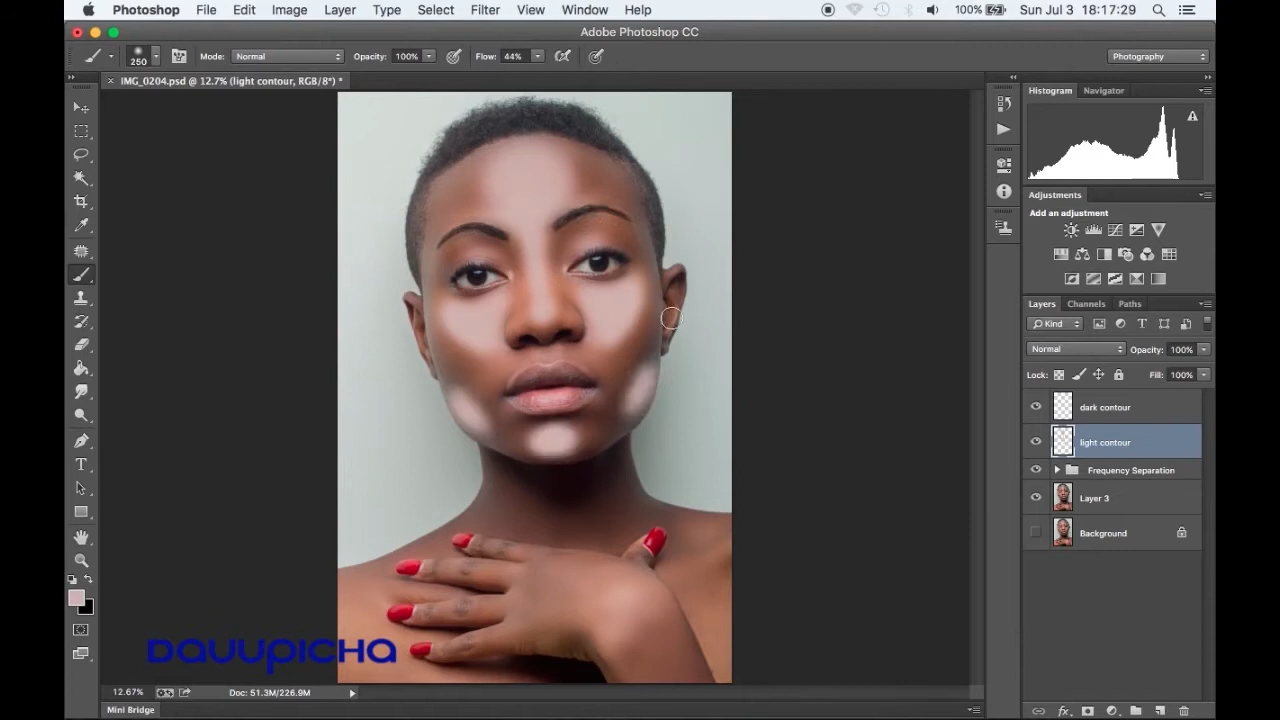 Photoshop File Edit Image Layer Type Select Filter View Window Help 100% Sun Jul 3 18:17:29
Adobe Photoshop CC
250 Mode: Normal Opacity: 100% Flow: 44% Photography
IMG_0204.psd @ 12.7% (light contour, RGB/8*) *
Histogram Navigator
Adjustments
Add an adjustment
Layers Channels Paths
Kind
Normal Opacity: 100%
Lock: Fill: 100%
dark contour
light contour
Frequency Separation
Layer 3
Background
DAUUPICHA
12.67% Doc: 51.3M/226.9M
Mini Bridge